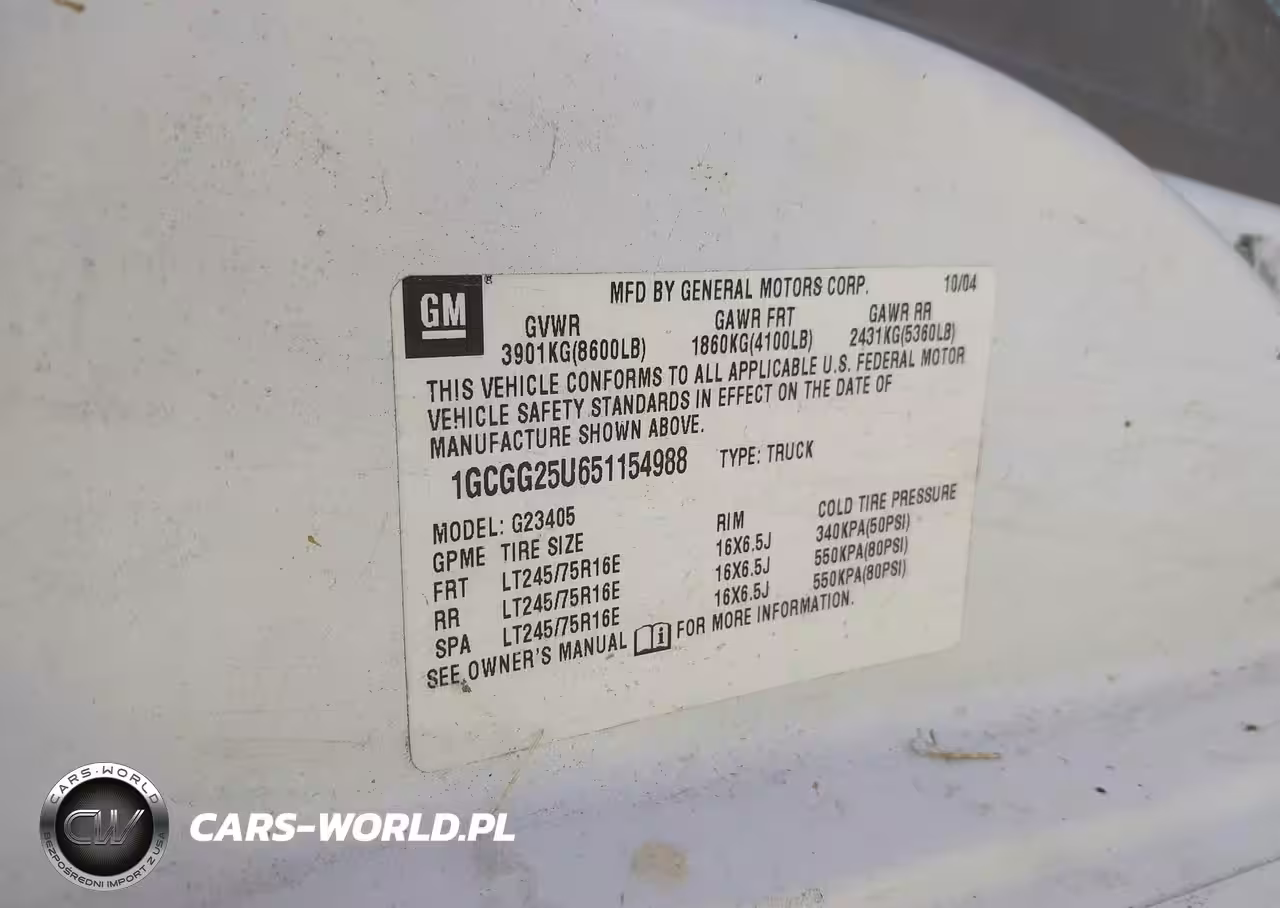 GM
MFD BY GENERAL MOTORS CORP. 10/04
GVWR GAWR FRT GAWR RR
3901KG(8600LB) 1860KG(4100LB) 2431KG(5360LB)
THIS VEHICLE CONFORMS TO ALL APPLICABLE U.S. FEDERAL MOTOR
VEHICLE SAFETY STANDARDS IN EFFECT ON THE DATE OF
MANUFACTURE SHOWN ABOVE.
1GCGG25U651154988 TYPE: TRUCK
MODEL: G23405
GPME TIRE SIZE RIM COLD TIRE PRESSURE
FRT LT245/75R16E 16X6.5J 340KPA(50PSI)
RR LT245/75R16E 16X6.5J 550KPA(80PSI)
SPA LT245/75R16E 16X6.5J 550KPA(80PSI)
SEE OWNER'S MANUAL FOR MORE INFORMATION.
CARS-WORLD
CW
BEZPOŚREDNI IMPORT Z USA
CARS-WORLD.PL